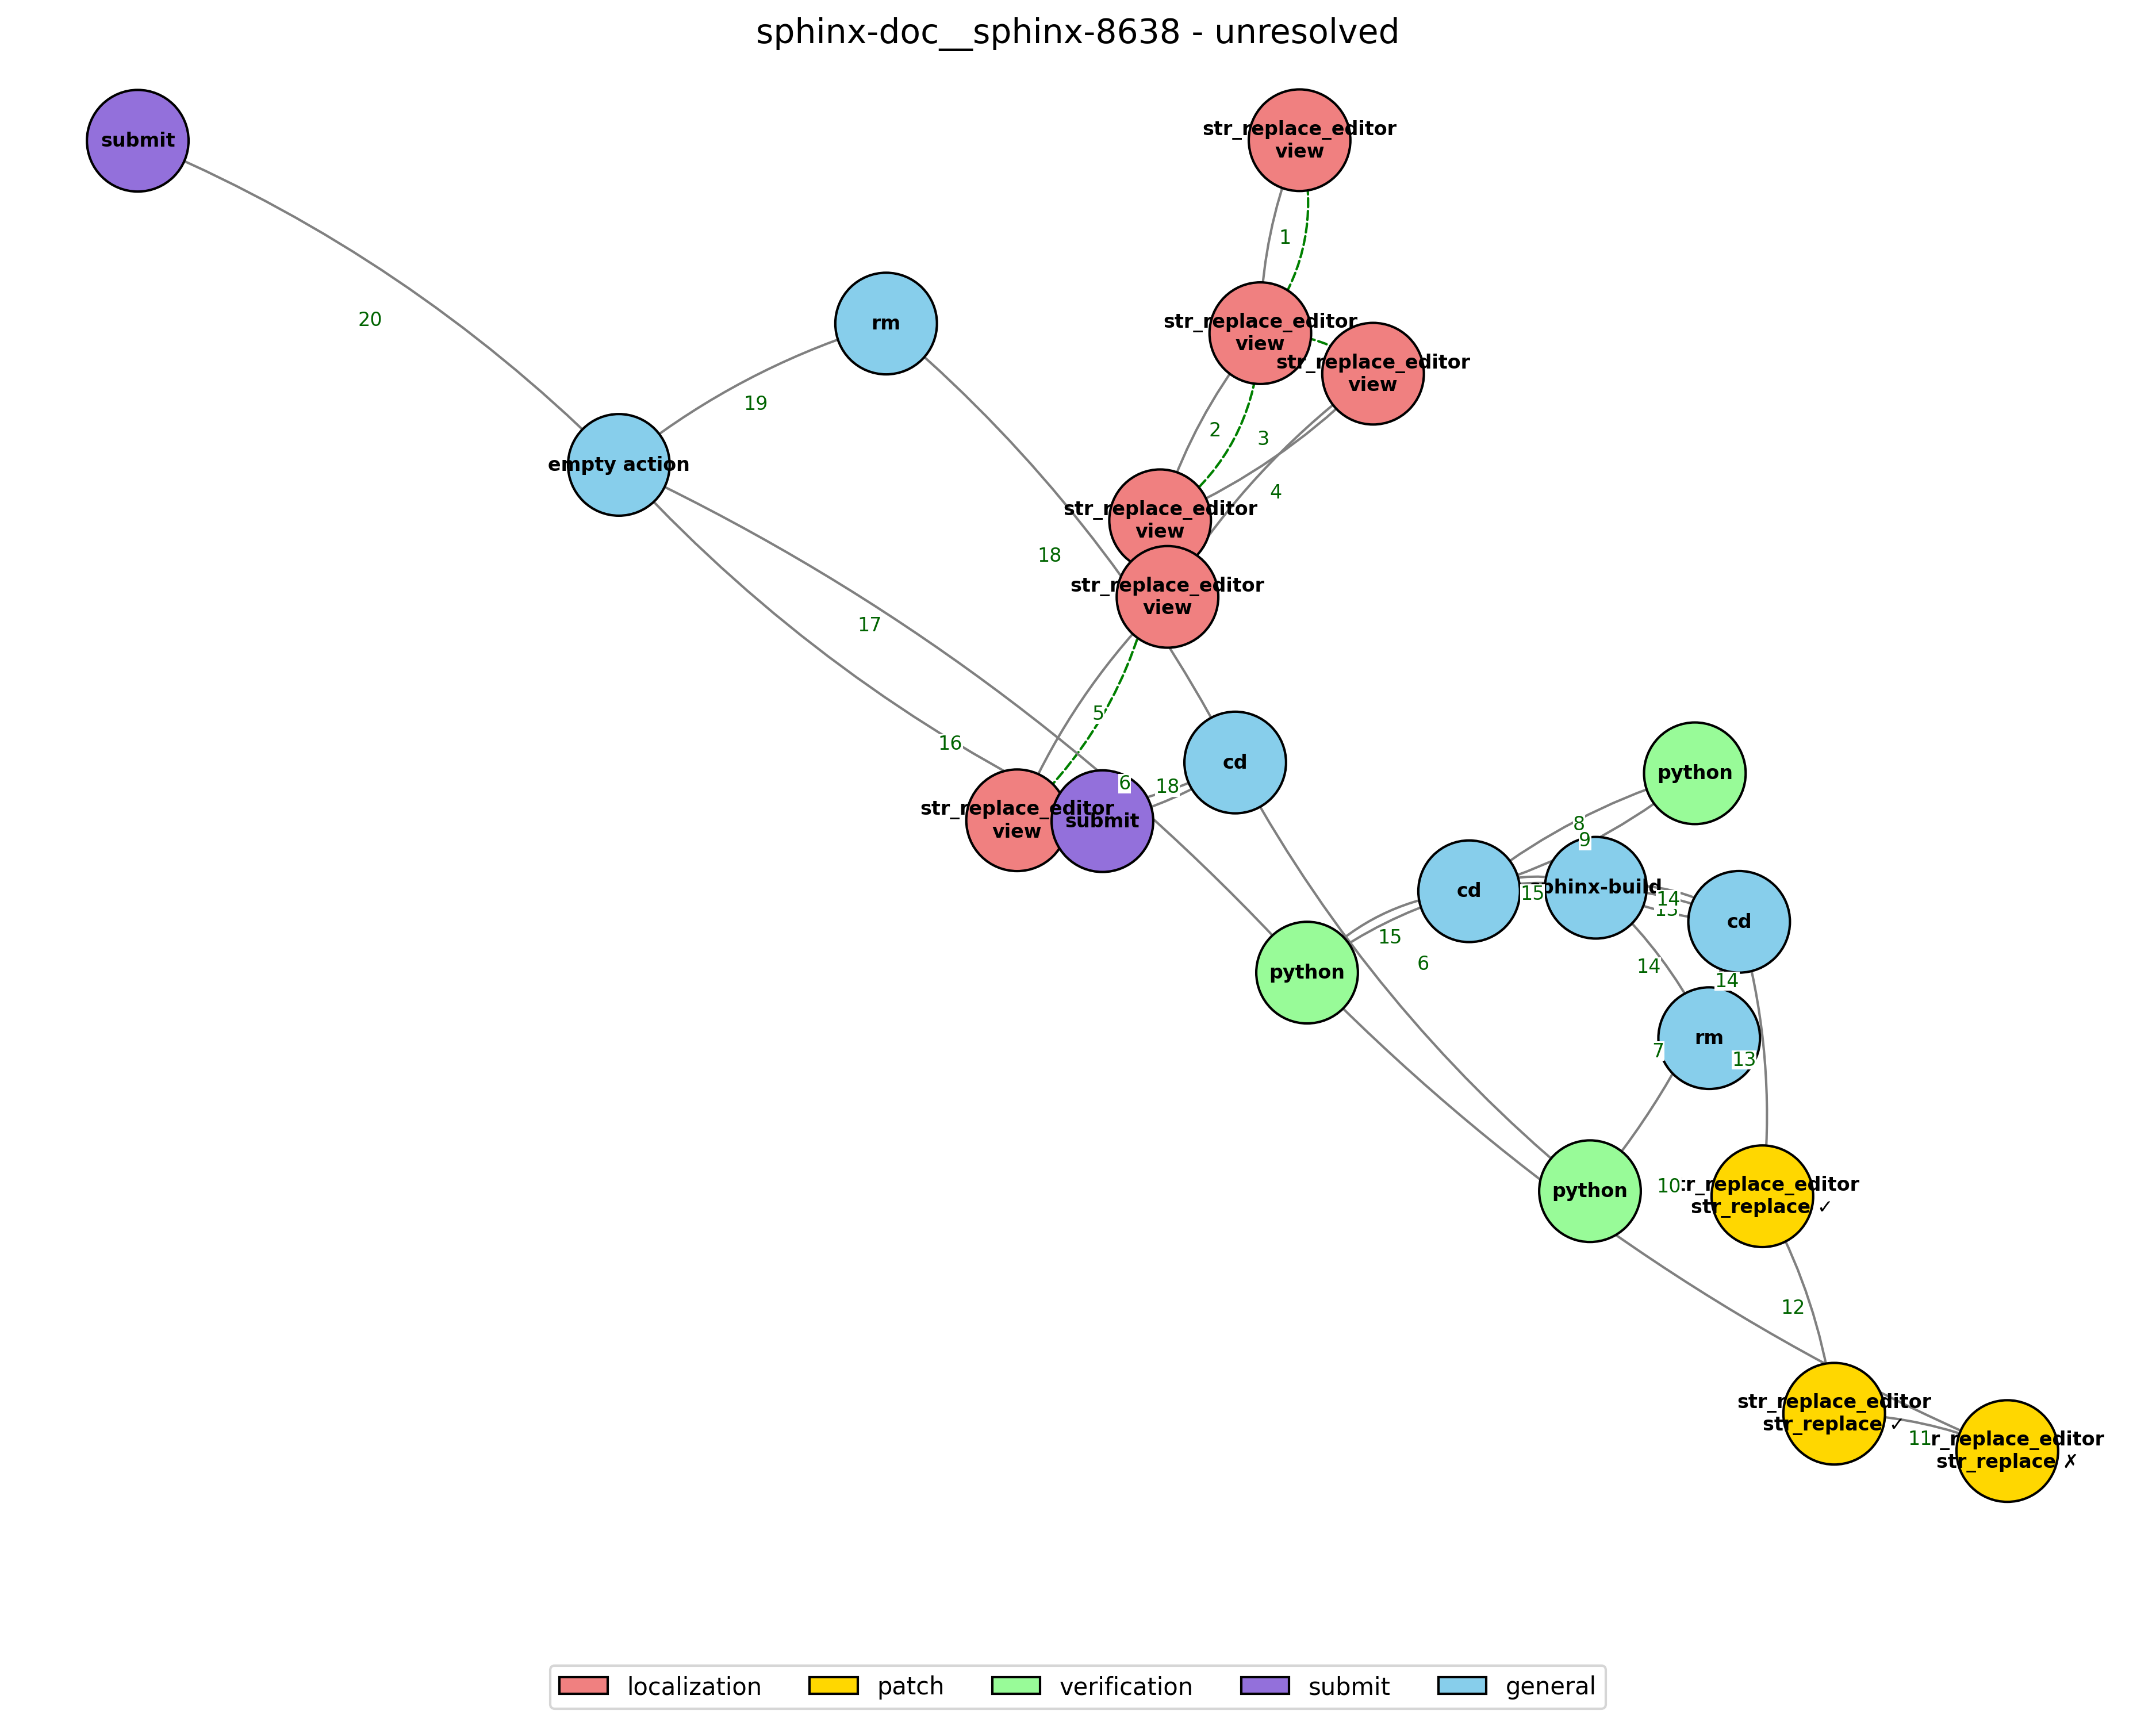 sphinx-doc__sphinx-8638 - unresolved
submit
str_replace_editor
view
1
20
rm
str_replace_editor
view
str_replace_editor
view
19
2
3
empty action
4
str_replace_editor
view
18
str_replace_editor
view
17
5
16
cd
python
6
18
str_replace_editor
view
submit
8
9
cd
15
sphinx-build
14
13
cd
15
6
14
python
14
rm
7
13
python
10
str_replace_editor
str_replace ✓
12
str_replace_editor
str_replace ✓
11
str_replace_editor
str_replace ✗
localization
patch
verification
submit
general